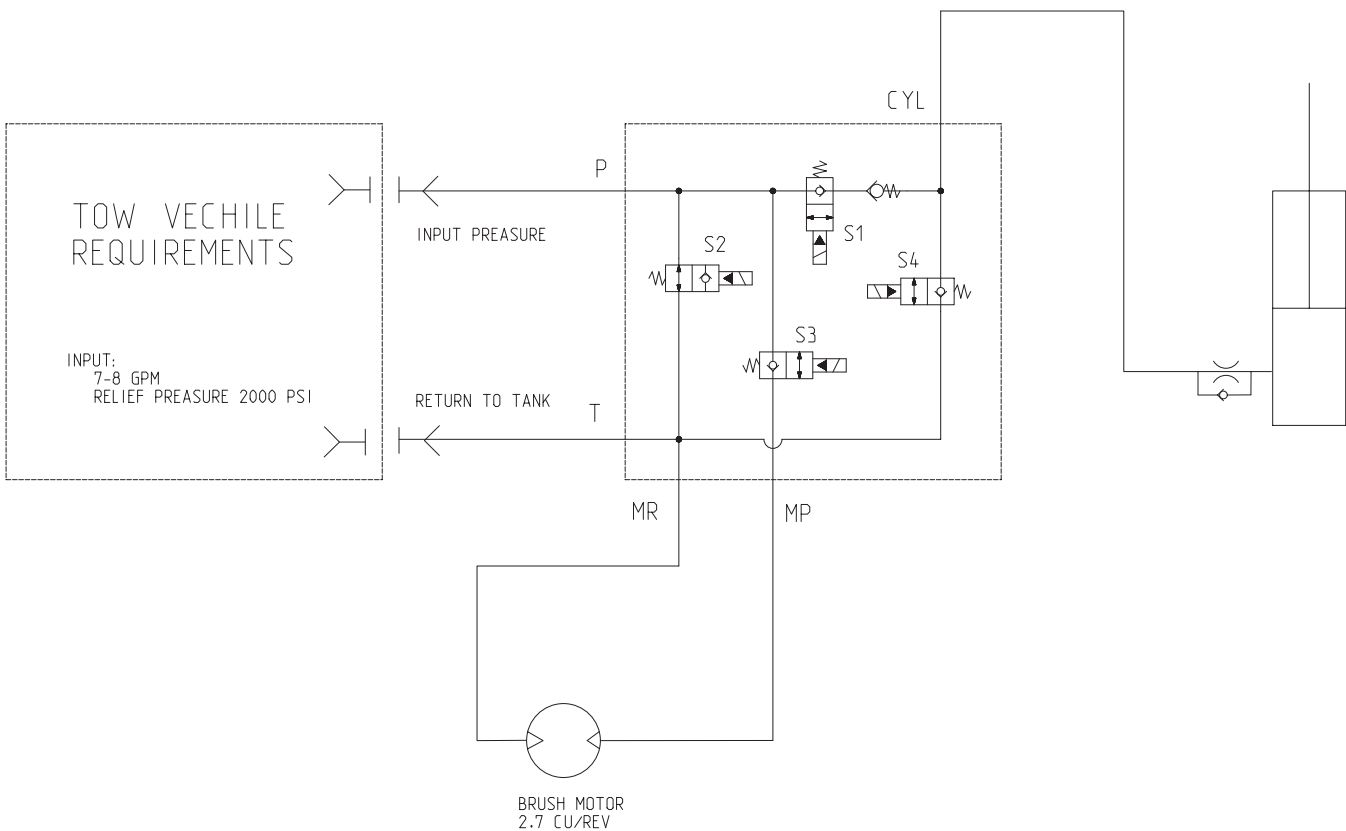 CYL
P
TOW VECHILE
REQUIREMENTS
INPUT PREASURE
S1
S2
S4
S3
INPUT:
7-8 GPM
RELIEF PREASURE 2000 PSI
RETURN TO TANK
T
MR
MP
BRUSH MOTOR
2.7 CU/REV